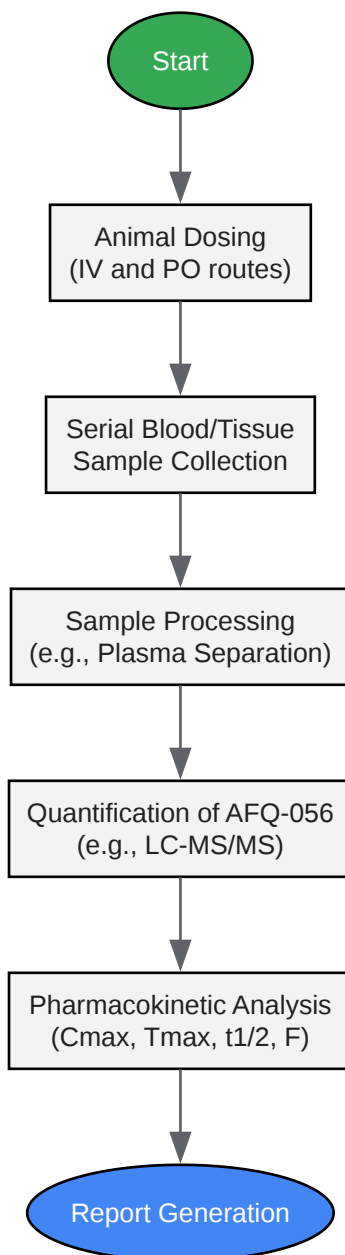 Start
Animal Dosing
(IV and PO routes)
Serial Blood/Tissue
Sample Collection
Sample Processing
(e.g., Plasma Separation)
Quantification of AFQ-056
(e.g., LC-MS/MS)
Pharmacokinetic Analysis
(Cmax, Tmax, t1/2, F)
Report Generation